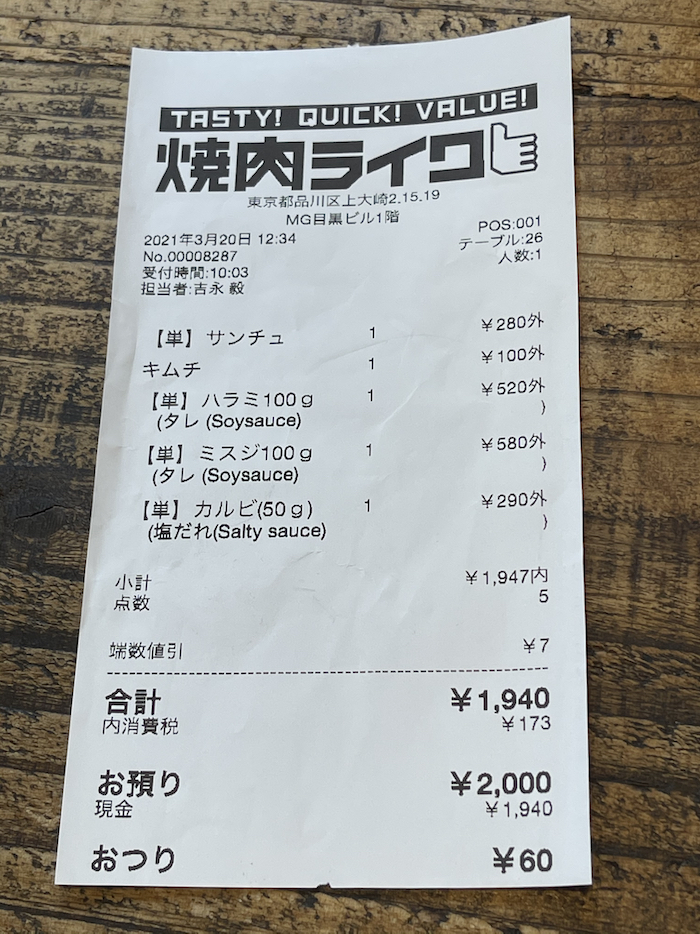 TASTY! QUICK! VALUE!
焼肉ライク
東京都品川区上大崎2.15.19
MG目黒ビル1階
2021年3月20日 12:34 POS:001
No.00008287 テーブル:26
受付時間:10:03 人数:1
担当者:吉永 毅
【単】サンチュ 1 ¥280外
キムチ 1 ¥100外
【単】ハラミ100g 1 ¥520外
(タレ (Soysauce) )
【単】ミスジ100g 1 ¥580外
(タレ (Soysauce) )
【単】カルビ(50g) 1 ¥290外
(塩だれ(Salty sauce) )
小計 ¥1,947内
点数 5
端数値引 ¥7
合計 ¥1,940
内消費税 ¥173
お預り ¥2,000
現金 ¥1,940
おつり ¥60